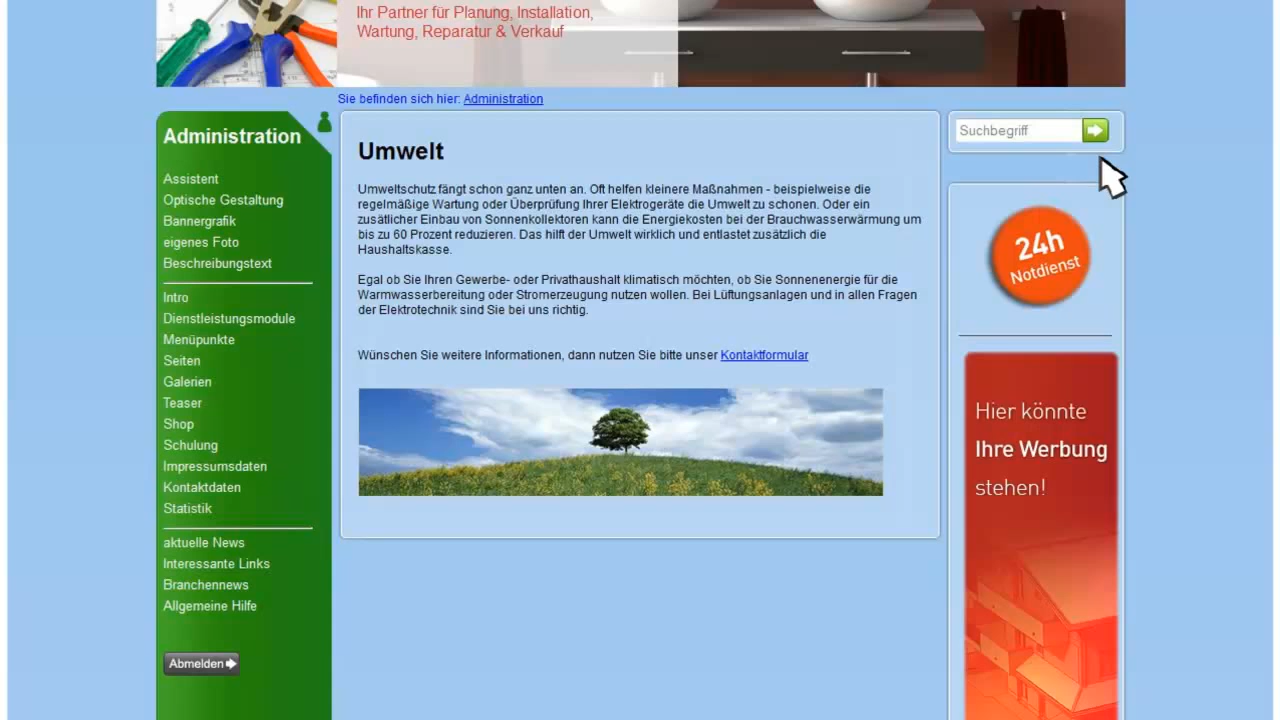 Ihr Partner für Planung, Installation,
Wartung, Reparatur & Verkauf
Sie befinden sich hier: Administration
Administration
Assistent
Optische Gestaltung
Bannergrafik
eigenes Foto
Beschreibungstext
Intro
Dienstleistungsmodule
Menüpunkte
Seiten
Galerien
Teaser
Shop
Schulung
Impressumsdaten
Kontaktdaten
Statistik
aktuelle News
Interessante Links
Branchennews
Allgemeine Hilfe
Abmelden
Umwelt
Umweltschutz fängt schon ganz unten an. Oft helfen kleinere Maßnahmen - beispielweise die
regelmäßige Wartung oder Überprüfung Ihrer Elektrogeräte die Umwelt zu schonen. Oder ein
zusätlicher Einbau von Sonnenkollektoren kann die Energiekosten bei der Brauchwasserwärmung um
bis zu 60 Prozent reduzieren. Das hilft der Umwelt wirklich und entlastet zusätzlich die
Haushaltskasse.
Egal ob Sie Ihren Gewerbe- oder Privathaushalt klimatisch möchten, ob Sie Sonnenenergie für die
Warmwasserbereitung oder Stromerzeugung nutzen wollen. Bei Lüftungsanlagen und in allen Fragen
der Elektrotechnik sind Sie bei uns richtig.
Wünschen Sie weitere Informationen, dann nutzen Sie bitte unser Kontaktformular
Suchbegriff
24h
Notdienst
Hier könnte
Ihre Werbung
stehen!